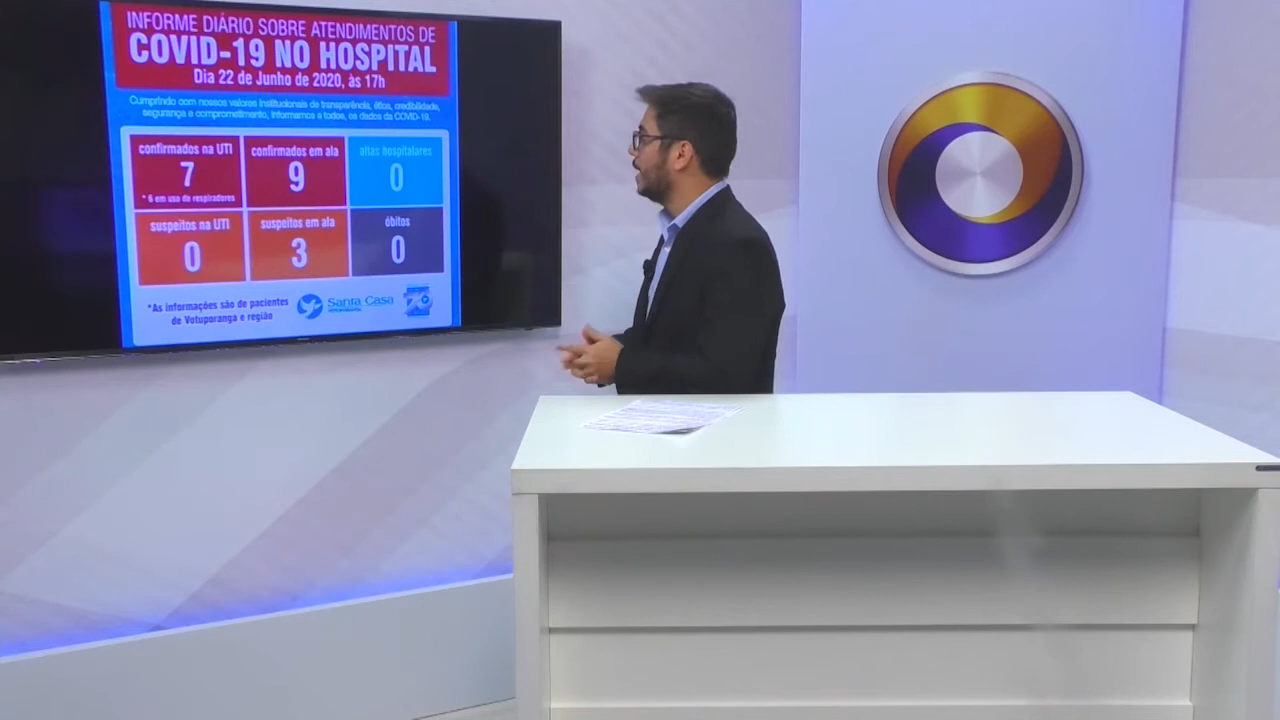 INFORME DIÁRIO SOBRE ATENDIMENTOS DE
COVID-19 NO HOSPITAL
Dia 22 de Junho de 2020, às 17h
Cumprindo com nossos valores institucionais de transparência, ética, credibilidade,
segurança e comprometimento, informamos a todos, os dados da COVID-19.
confirmados na UTI
7
* 6 em uso de respiradores
confirmados em ala
9
altas hospitalares
0
suspeitos na UTI
0
suspeitos em ala
3
óbitos
0
*As informações são de pacientes
de Votuporanga e região
Santa Casa
VOTUPORANGA